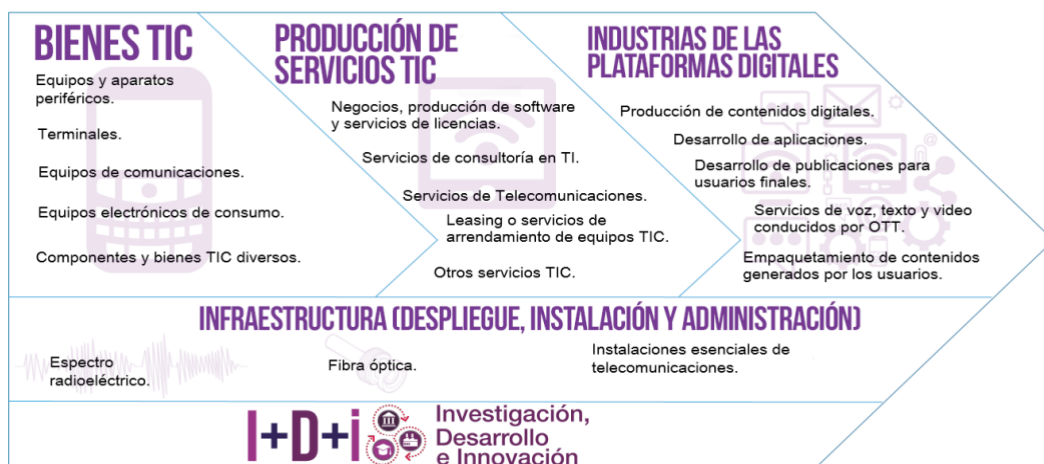 BIENES TIC
Equipos y aparatos
periféricos.
Terminales.
Equipos de comunicaciones.
Equipos electrónicos de consumo.
Componentes y bienes TIC diversos.
PRODUCCIÓN DE
SERVICIOS TIC
Negocios, producción de software
y servicios de licencias.
Servicios de consultoría en TI.
Servicios de Telecomunicaciones.
Leasing o servicios de
arrendamiento de equipos TIC.
Otros servicios TIC.
INDUSTRIAS DE LAS
PLATAFORMAS DIGITALES
Producción de contenidos digitales.
Desarrollo de aplicaciones.
Desarrollo de publicaciones para
usuarios finales.
Servicios de voz, texto y video
conducidos por OTT.
Empaquetamiento de contenidos
generados por los usuarios.
INFRAESTRUCTURA (DESPLIEGUE, INSTALACIÓN Y ADMINISTRACIÓN)
Espectro
radioeléctrico.
Fibra óptica.
Instalaciones esenciales de
telecomunicaciones.
I+D+i
Investigación,
Desarrollo
e Innovación